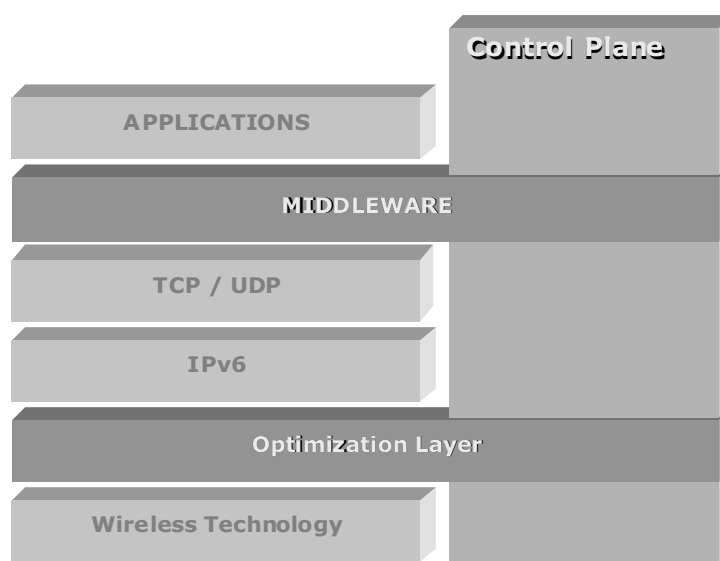 Control Plane
APPLICATIONS
MIDDLEWARE
TCP / UDP
IPv6
Optimization Layer
Wireless Technology